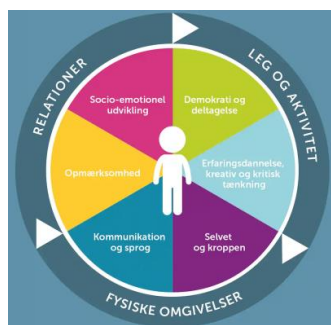 RELATIONER
LEG OG AKTIVITET
Socio-emotionel
udvikling
Demokrati og
deltagelse
Opmærksomhed
Erfaringsdannelse,
kreativ og kritisk
tænkning
Kommunikation
og sprog
Selvet
og kroppen
FYSISKE OMGIVELSER